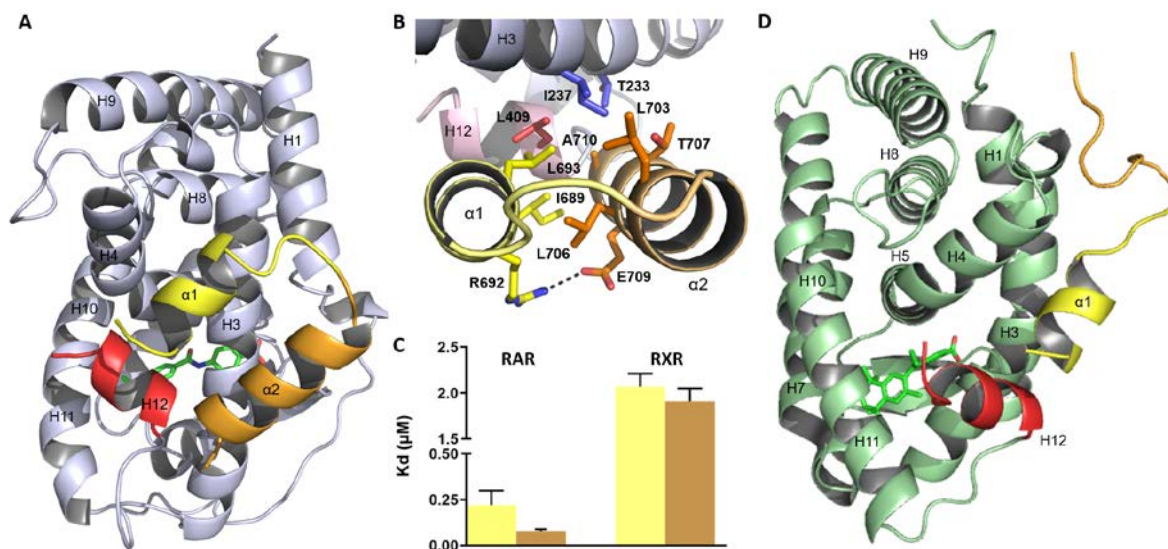 A
H9
H1
H8
H4
α1
H10
H3
α2
H12
H11
B
H3
T233
I237
L703
H12
L409
A710
T707
L693
α1
I689
L706
R692
E709
α2
C
RAR RXR
Kd (μM)
2.5
2.0
1.5
0.50
0.25
0.00
D
H9
H8
H1
H5
H4
H10
α1
H3
H7
H11
H12